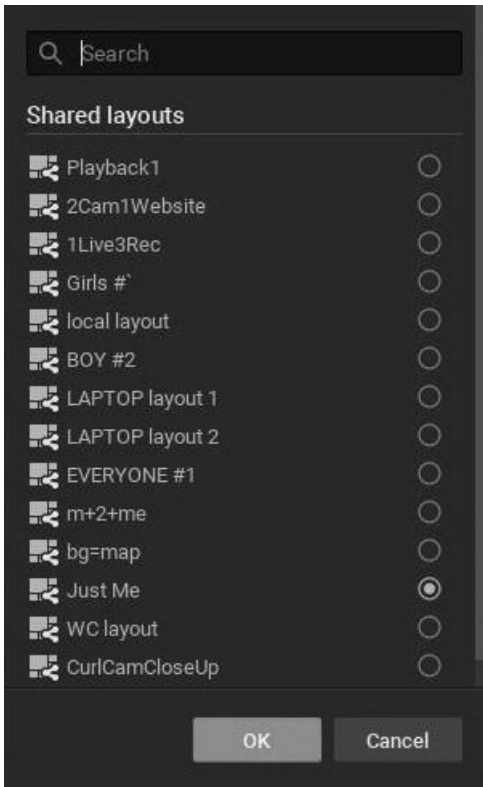 Search
Shared layouts
Playback1
2Cam1Website
1Live3Rec
Girls #`
local layout
BOY #2
LAPTOP layout 1
LAPTOP layout 2
EVERYONE #1
m+2+me
bg=map
Just Me
WC layout
CurlCamCloseUp
OK Cancel